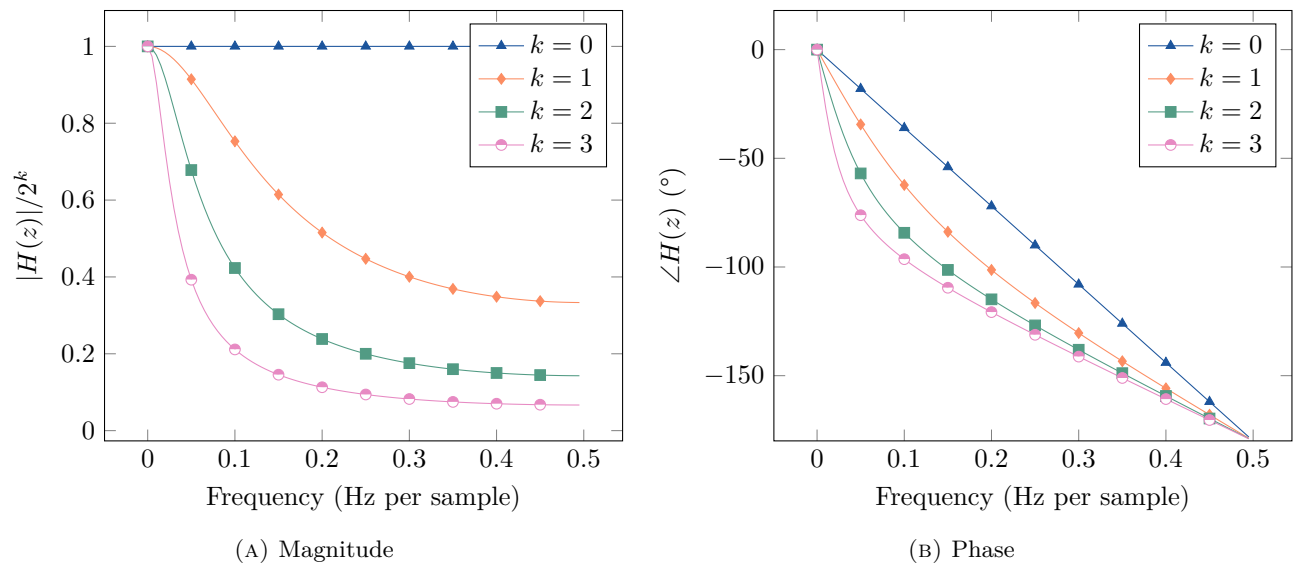 1
0.8
0.6
0.4
0.2
0
|H(z)|/2^k
0 0.1 0.2 0.3 0.4 0.5
Frequency (Hz per sample)
k = 0
k = 1
k = 2
k = 3
(A) Magnitude
0
−50
−100
−150
∠H(z) (°)
0 0.1 0.2 0.3 0.4 0.5
Frequency (Hz per sample)
k = 0
k = 1
k = 2
k = 3
(B) Phase